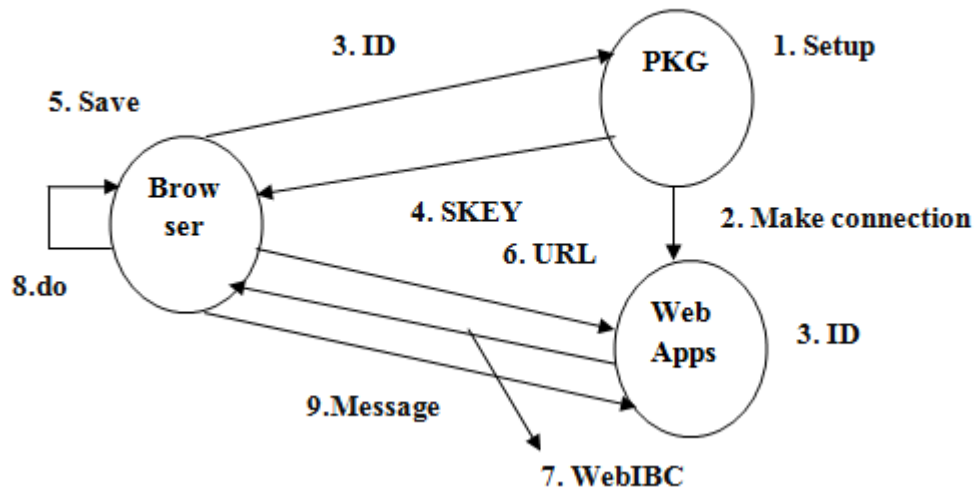 3. ID
PKG
1. Setup
5. Save
Brow
ser
4. SKEY
2. Make connection
6. URL
8.do
Web
Apps
3. ID
9.Message
7. WebIBC